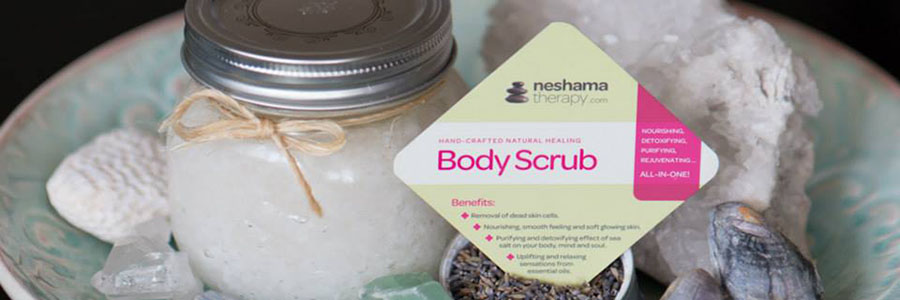 neshama
therapy.com
HAND-CRAFTED NATURAL HEALING
Body Scrub
NOURISHING,
DETOXIFYING,
PURIFYING,
REJUVENATING...
ALL-IN-ONE!
Benefits:
Removal of dead skin cells.
Nourishing, smooth feeling and soft glowing skin.
Purifying and detoxifying effect of sea
salt on your body, mind and soul.
Uplifting and relaxing
sensations from
essential oils.